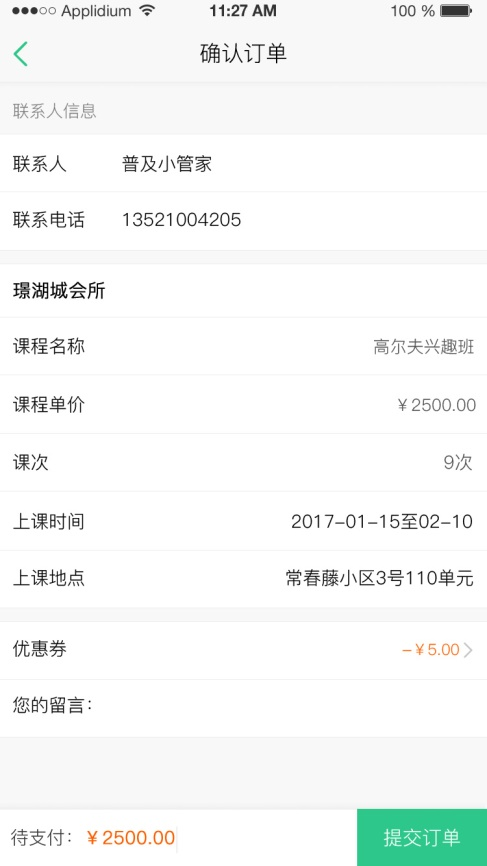 Applidium 11:27 AM 100 %
确认订单
联系人信息
联系人 普及小管家
联系电话 13521004205
璟湖城会所
课程名称 高尔夫兴趣班
课程单价 ￥2500.00
课次 9次
上课时间 2017-01-15至02-10
上课地点 常春藤小区3号110单元
优惠券 -￥5.00
您的留言：
待支付： ￥2500.00 提交订单